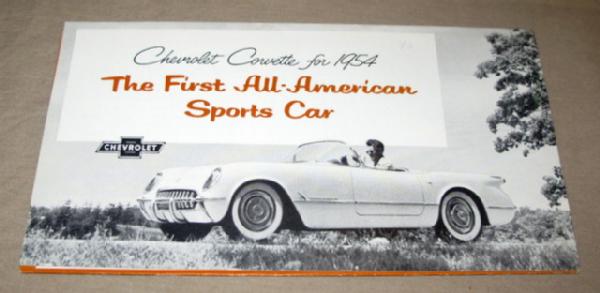 Chevrolet Corvette for 1954
The First All-American
Sports Car
CHEVROLET